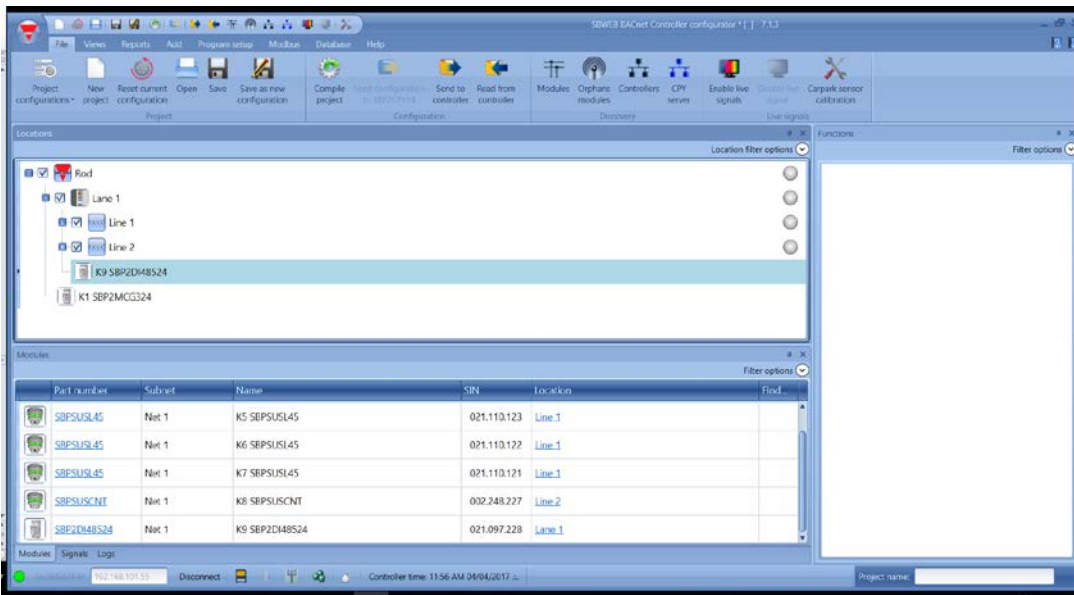 SBWEB BACnet Controller configurator * [ ] - 7.1.3
File Views Reports Add Program setup Modbus Database Help
Project configurations
New project
Reset current configuration
Open
Save
Save as new configuration
Compile project
Send to controller
Read from controller
Modules
Orphane modules
Controllers
CPY server
Enable live signals
Carpark sensor calibration
Project
Configuration
Discovery
Live signals
Locations
Functions
Location filter options
Filter options
Rod
Lane 1
Line 1
Line 2
K9 SBP2DI48524
K1 SBP2MCG324
Modules
Filter options
Part number Subnet Name SIN Location Find...
SBPSUSL45 Net 1 K5 SBPSUSL45 021.110.123 Line 1
SBPSUSL45 Net 1 K6 SBPSUSL45 021.110.122 Line 1
SBPSUSL45 Net 1 K7 SBPSUSL45 021.110.121 Line 1
SBPSUSCNT Net 1 K8 SBPSUSCNT 002.248.227 Line 2
SBP2DI48524 Net 1 K9 SBP2DI48524 021.097.228 Lane 1
Modules Signals Logs
192.168.101.55 Disconnect Controller time: 11:56 AM 04/04/2017
Project name: